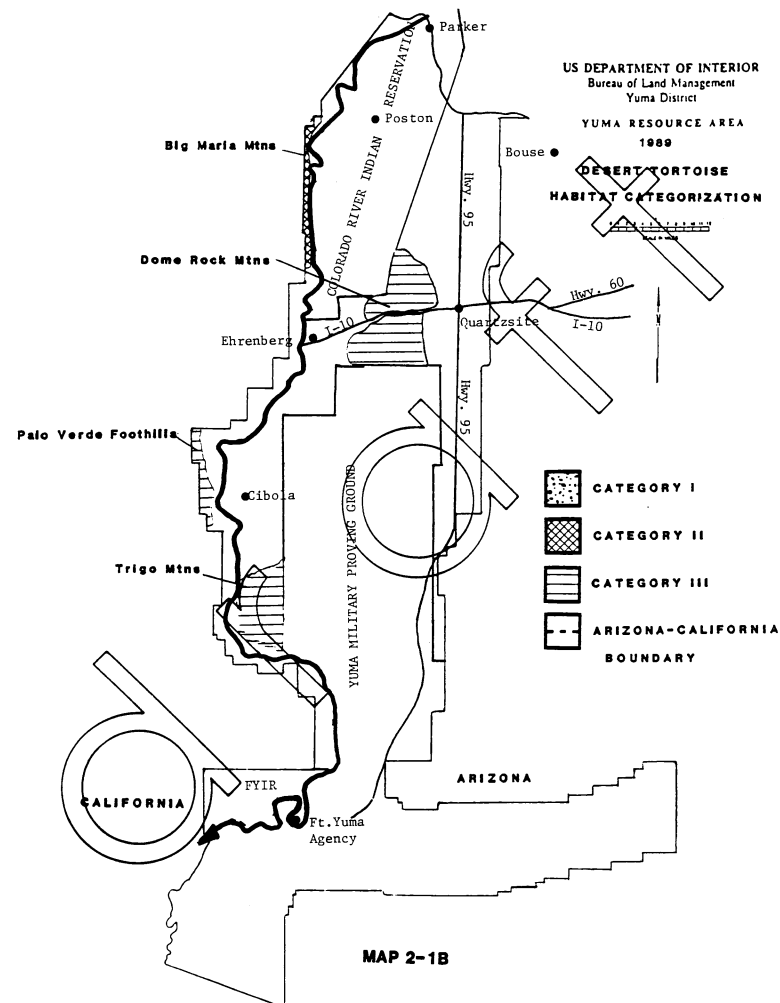 Parker
US DEPARTMENT OF INTERIOR
Bureau of Land Management
Yuma District
YUMA RESOURCE AREA
1989
DESERT TORTOISE
HABITAT CATEGORIZATION
COLORADO RIVER INDIAN RESERVATION
Poston
Big Maria Mtns
Bouse
Hwy. 95
Dome Rock Mtns
Hwy. 60
I-10
Quartzsite
I-10
Ehrenberg
N
Hwy. 95
Palo Verde Foothills
Cibola
YUMA MILITARY PROVING GROUND
CATEGORY I
CATEGORY II
Trigo Mtns
CATEGORY III
ARIZONA-CALIFORNIA
BOUNDARY
CALIFORNIA
FYIR
ARIZONA
Ft.Yuma
Agency
MAP 2-1B